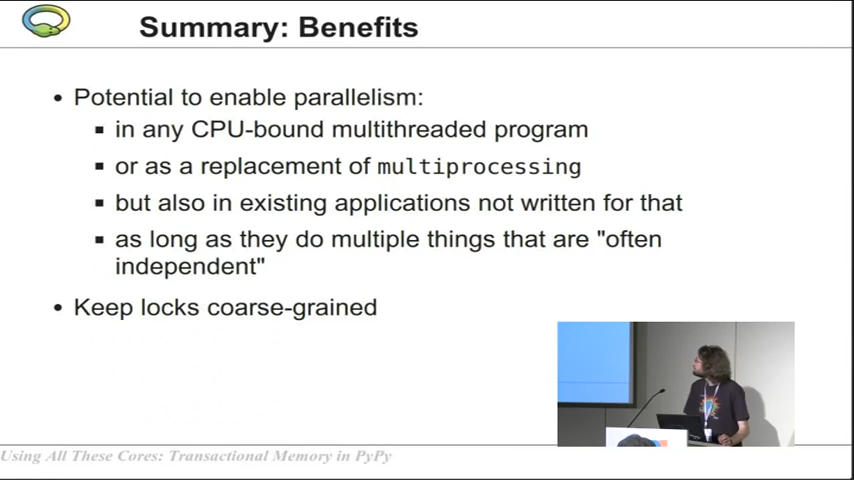 Summary: Benefits
• Potential to enable parallelism:
▪ in any CPU-bound multithreaded program
▪ or as a replacement of multiprocessing
▪ but also in existing applications not written for that
▪ as long as they do multiple things that are "often
independent"
• Keep locks coarse-grained
Using All These Cores: Transactional Memory in PyPy